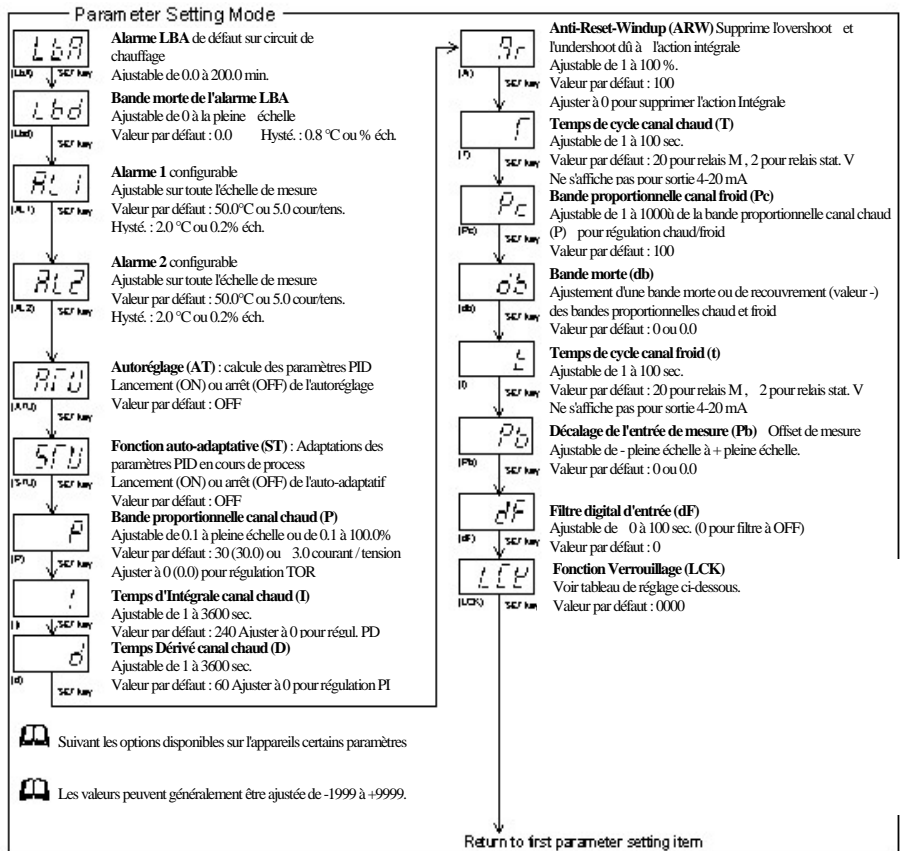 Parameter Setting Mode
LbA
Alarme LBA de défaut sur circuit de
chauffage
Ajustable de 0.0 à 200.0 min.
(LbA) SET key
Lbd
Bande morte de l'alarme LBA
Ajustable de 0 à la pleine échelle
Valeur par défaut : 0.0 Hysté. : 0.8 °C ou % éch.
(Lbd) SET key
AL1
Alarme 1 configurable
Ajustable sur toute l'échelle de mesure
Valeur par défaut : 50.0°C ou 5.0 cour/tens.
Hysté. : 2.0 °C ou 0.2% éch.
(AL1) SET key
AL2
Alarme 2 configurable
Ajustable sur toute l'échelle de mesure
Valeur par défaut : 50.0°C ou 5.0 cour/tens.
Hysté. : 2.0 °C ou 0.2% éch.
(AL2) SET key
ATU
Autoréglage (AT) : calcule des paramètres PID
Lancement (ON) ou arrêt (OFF) de l'autoréglage
Valeur par défaut : OFF
(ATU) SET key
STU
Fonction auto-adaptative (ST) : Adaptations des
paramètres PID en cours de process
Lancement (ON) ou arrêt (OFF) de l'auto-adaptatif
Valeur par défaut : OFF
(STU) SET key
P
Bande proportionnelle canal chaud (P)
Ajustable de 0.1 à pleine échelle ou de 0.1 à 100.0%
Valeur par défaut : 30 (30.0) ou 3.0 courant / tension
Ajuster à 0 (0.0) pour régulation TOR
(P) SET key
I
Temps d'Intégrale canal chaud (I)
Ajustable de 1 à 3600 sec.
Valeur par défaut : 240 Ajuster à 0 pour régul. PD
(I) SET key
d
Temps Dérivé canal chaud (D)
Ajustable de 1 à 3600 sec.
Valeur par défaut : 60 Ajuster à 0 pour régulation PI
(d) SET key
Suivant les options disponibles sur l'appareils certains paramètres
Les valeurs peuvent généralement être ajustée de -1999 à +9999.
Ar
Anti-Reset-Windup (ARW) Supprime l'overshoot et
l'undershoot dû à l'action intégrale
Ajustable de 1 à 100 %.
Valeur par défaut : 100
Ajuster à 0 pour supprimer l'action Intégrale
(A) SET key
T
Temps de cycle canal chaud (T)
Ajustable de 1 à 100 sec.
Valeur par défaut : 20 pour relais M , 2 pour relais stat. V
Ne s'affiche pas pour sortie 4-20 mA
(T) SET key
Pc
Bande proportionnelle canal froid (Pc)
Ajustable de 1 à 1000ù de la bande proportionnelle canal chaud
(P) pour régulation chaud/froid
Valeur par défaut : 100
(Pc) SET key
db
Bande morte (db)
Ajustement d'une bande morte ou de recouvrement (valeur -)
des bandes proportionnelles chaud et froid
Valeur par défaut : 0 ou 0.0
(db) SET key
t
Temps de cycle canal froid (t)
Ajustable de 1 à 100 sec.
Valeur par défaut : 20 pour relais M , 2 pour relais stat. V
Ne s'affiche pas pour sortie 4-20 mA
(t) SET key
Pb
Décalage de l'entrée de mesure (Pb) Offset de mesure
Ajustable de - pleine échelle à + pleine échelle.
Valeur par défaut : 0 ou 0.0
(Pb) SET key
dF
Filtre digital d'entrée (dF)
Ajustable de 0 à 100 sec. (0 pour filtre à OFF)
Valeur par défaut : 0
(dF) SET key
LCK
Fonction Verrouillage (LCK)
Voir tableau de réglage ci-dessous.
Valeur par défaut : 0000
(LCK) SET key
Return to first parameter setting item